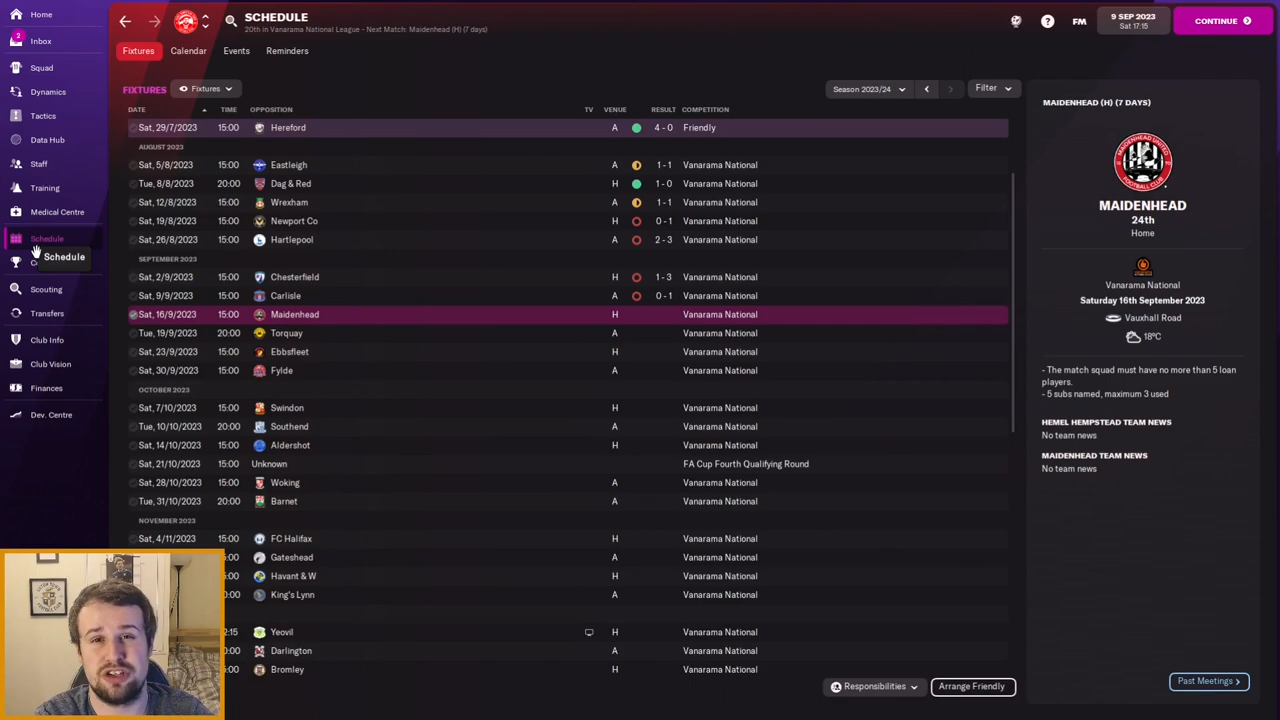 Home
2
Inbox
Squad
Dynamics
Tactics
Data Hub
Staff
Training
Medical Centre
Schedule
Schedule
Scouting
Transfers
Club Info
Club Vision
Finances
Dev. Centre
SCHEDULE
20th in Vanarama National League - Next Match: Maidenhead (H) (7 days)
? FM 9 SEP 2023 Sat 17:15 CONTINUE
Fixtures Calendar Events Reminders
FIXTURES Fixtures Season 2023/24 Filter
DATE TIME OPPOSITION TV VENUE RESULT COMPETITION
Sat, 29/7/2023 15:00 Hereford A 4 - 0 Friendly
AUGUST 2023
Sat, 5/8/2023 15:00 Eastleigh A 1 - 1 Vanarama National
Tue, 8/8/2023 20:00 Dag & Red H 1 - 0 Vanarama National
Sat, 12/8/2023 15:00 Wrexham A 1 - 1 Vanarama National
Sat, 19/8/2023 15:00 Newport Co H 0 - 1 Vanarama National
Sat, 26/8/2023 15:00 Hartlepool A 2 - 3 Vanarama National
SEPTEMBER 2023
Sat, 2/9/2023 15:00 Chesterfield H 1 - 3 Vanarama National
Sat, 9/9/2023 15:00 Carlisle A 0 - 1 Vanarama National
Sat, 16/9/2023 15:00 Maidenhead H Vanarama National
Tue, 19/9/2023 20:00 Torquay A Vanarama National
Sat, 23/9/2023 15:00 Ebbsfleet H Vanarama National
Sat, 30/9/2023 15:00 Fylde A Vanarama National
OCTOBER 2023
Sat, 7/10/2023 15:00 Swindon H Vanarama National
Tue, 10/10/2023 20:00 Southend A Vanarama National
Sat, 14/10/2023 15:00 Aldershot H Vanarama National
Sat, 21/10/2023 15:00 Unknown FA Cup Fourth Qualifying Round
Sat, 28/10/2023 15:00 Woking A Vanarama National
Tue, 31/10/2023 20:00 Barnet A Vanarama National
NOVEMBER 2023
Sat, 4/11/2023 15:00 FC Halifax H Vanarama National
Gateshead A Vanarama National
Havant & W H Vanarama National
King's Lynn A Vanarama National
Yeovil H Vanarama National
Darlington A Vanarama National
Bromley H Vanarama National
Responsibilities Arrange Friendly
MAIDENHEAD (H) (7 DAYS)
MAIDENHEAD UNITED
FOOTBALL CLUB
MAIDENHEAD
24th
Home
Vanarama National
Saturday 16th September 2023
Vauxhall Road
18°C
- The match squad must have no more than 5 loan
players.
- 5 subs named, maximum 3 used
HEMEL HEMPSTEAD TEAM NEWS
No team news
MAIDENHEAD TEAM NEWS
No team news
Past Meetings